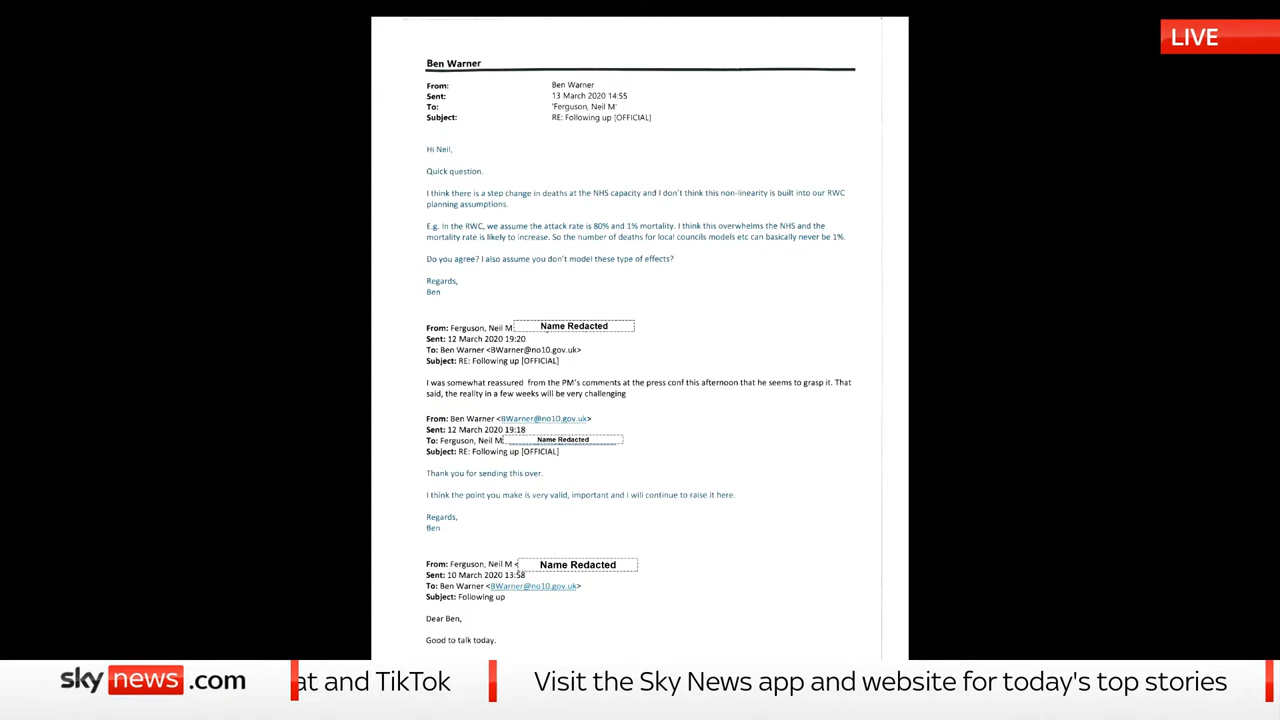 LIVE
Ben Warner
From: Ben Warner
Sent: 13 March 2020 14:55
To: 'Ferguson, Neil M'
Subject: RE: Following up [OFFICIAL]
Hi Neil,
Quick question.
I think there is a step change in deaths at the NHS capacity and I don't think this non-linearity is built into our RWC
planning assumptions.
E.g. In the RWC, we assume the attack rate is 80% and 1% mortality. I think this overwhelms the NHS and the
mortality rate is likely to increase. So the number of deaths for local councils models etc can basically never be 1%.
Do you agree? I also assume you don't model these type of effects?
Regards,
Ben
From: Ferguson, Neil M Name Redacted
Sent: 12 March 2020 19:20
To: Ben Warner <BWarner@no10.gov.uk>
Subject: RE: Following up [OFFICIAL]
I was somewhat reassured from the PM's comments at the press conf this afternoon that he seems to grasp it. That
said, the reality in a few weeks will be very challenging
From: Ben Warner <BWarner@no10.gov.uk>
Sent: 12 March 2020 19:18
To: Ferguson, Neil M Name Redacted
Subject: RE: Following up [OFFICIAL]
Thank you for sending this over.
I think the point you make is very valid, important and I will continue to raise it here.
Regards,
Ben
From: Ferguson, Neil M < Name Redacted
Sent: 10 March 2020 13:58
To: Ben Warner <BWarner@no10.gov.uk>
Subject: Following up
Dear Ben,
Good to talk today.
sky news .com at and TikTok Visit the Sky News app and website for today's top stories